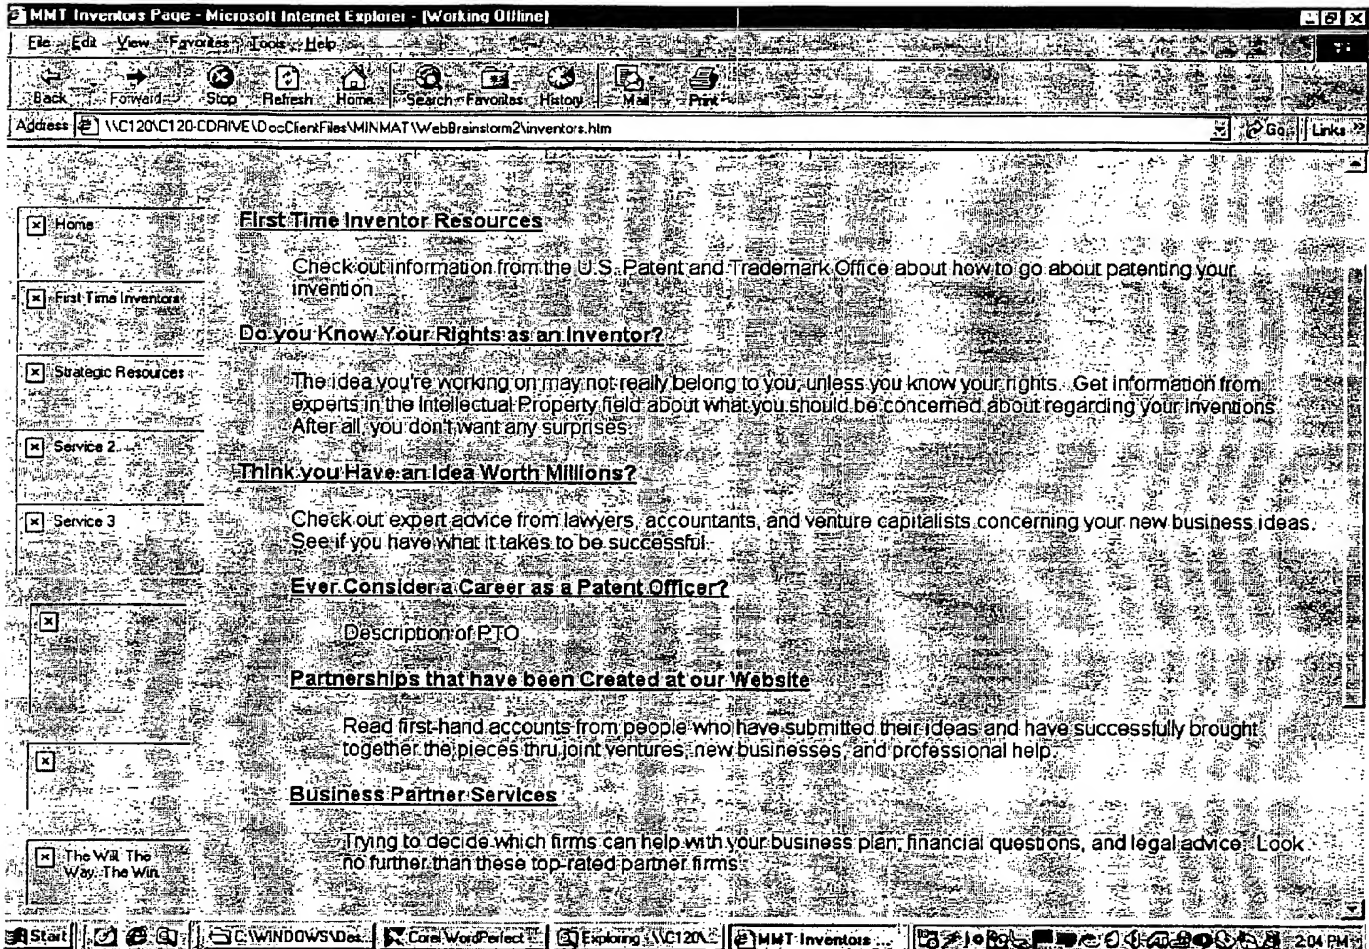 MMT Inventors Page - Microsoft Internet Explorer - [Working Offline]
File Edit View Favorites Tools Help
Back Forward Stop Refresh Home Search Favorites History Mail Print
Address \\C120\C120-CDRIVE\DocClientFiles\MINMAT\WebBrainstorm2\inventors.htm Go Links »
Home
First Time Inventors
Strategic Resources
Service 2
Service 3
The Will. The
Way. The Win.
First Time Inventor Resources
Check out information from the U.S. Patent and Trademark Office about how to go about patenting your
invention.
Do you Know Your Rights as an Inventor?
The idea you're working on may not really belong to you, unless you know your rights. Get information from
experts in the Intellectual Property field about what you should be concerned about regarding your inventions.
After all, you don't want any surprises.
Think you Have an Idea Worth Millions?
Check out expert advice from lawyers, accountants, and venture capitalists concerning your new business ideas.
See if you have what it takes to be successful.
Ever Consider a Career as a Patent Officer?
Description of PTO
Partnerships that have been Created at our Website
Read first-hand accounts from people who have submitted their ideas and have successfully brought
together the pieces thru joint ventures, new businesses, and professional help.
Business Partner Services
Trying to decide which firms can help with your business plan, financial questions, and legal advice. Look
no further than these top-rated partner firms.
Start C:\WINDOWS\Des... Corel WordPerfect Exploring - \\C120\C MMT Inventors ... 2:04 PM